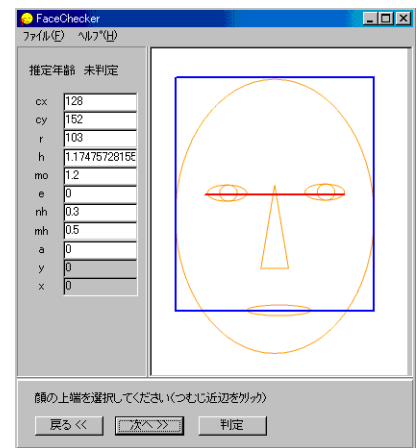 FaceChecker
ファイル(F) ヘルプ(H)
推定年齢 未判定
cx 128
cy 152
r 103
h 1.17475728155
mo 1.2
e 0
nh 0.3
mh 0.5
a 0
y 0
x 0
顔の上端を選択してください(つむじ近辺をクリック)
戻る << 次へ >> 判定